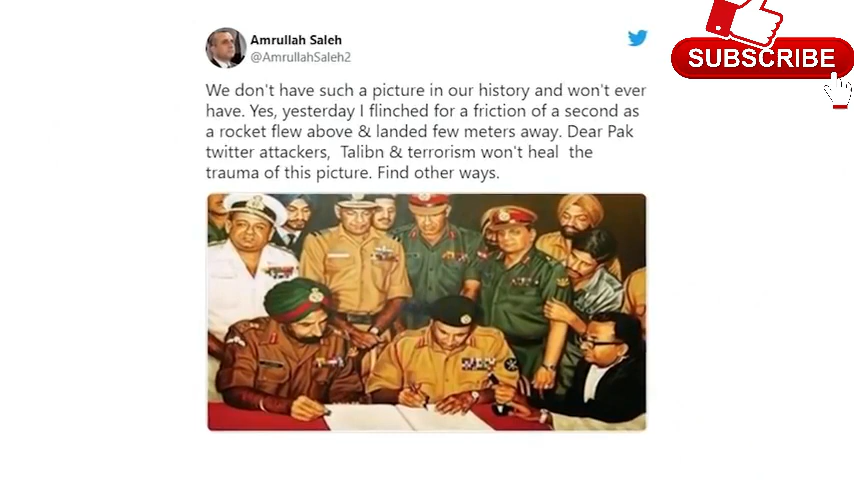 Amrullah Saleh
@AmrullahSaleh2
SUBSCRIBE
We don't have such a picture in our history and won't ever
have. Yes, yesterday I flinched for a friction of a second as
a rocket flew above & landed few meters away. Dear Pak
twitter attackers, Talibn & terrorism won't heal the
trauma of this picture. Find other ways.